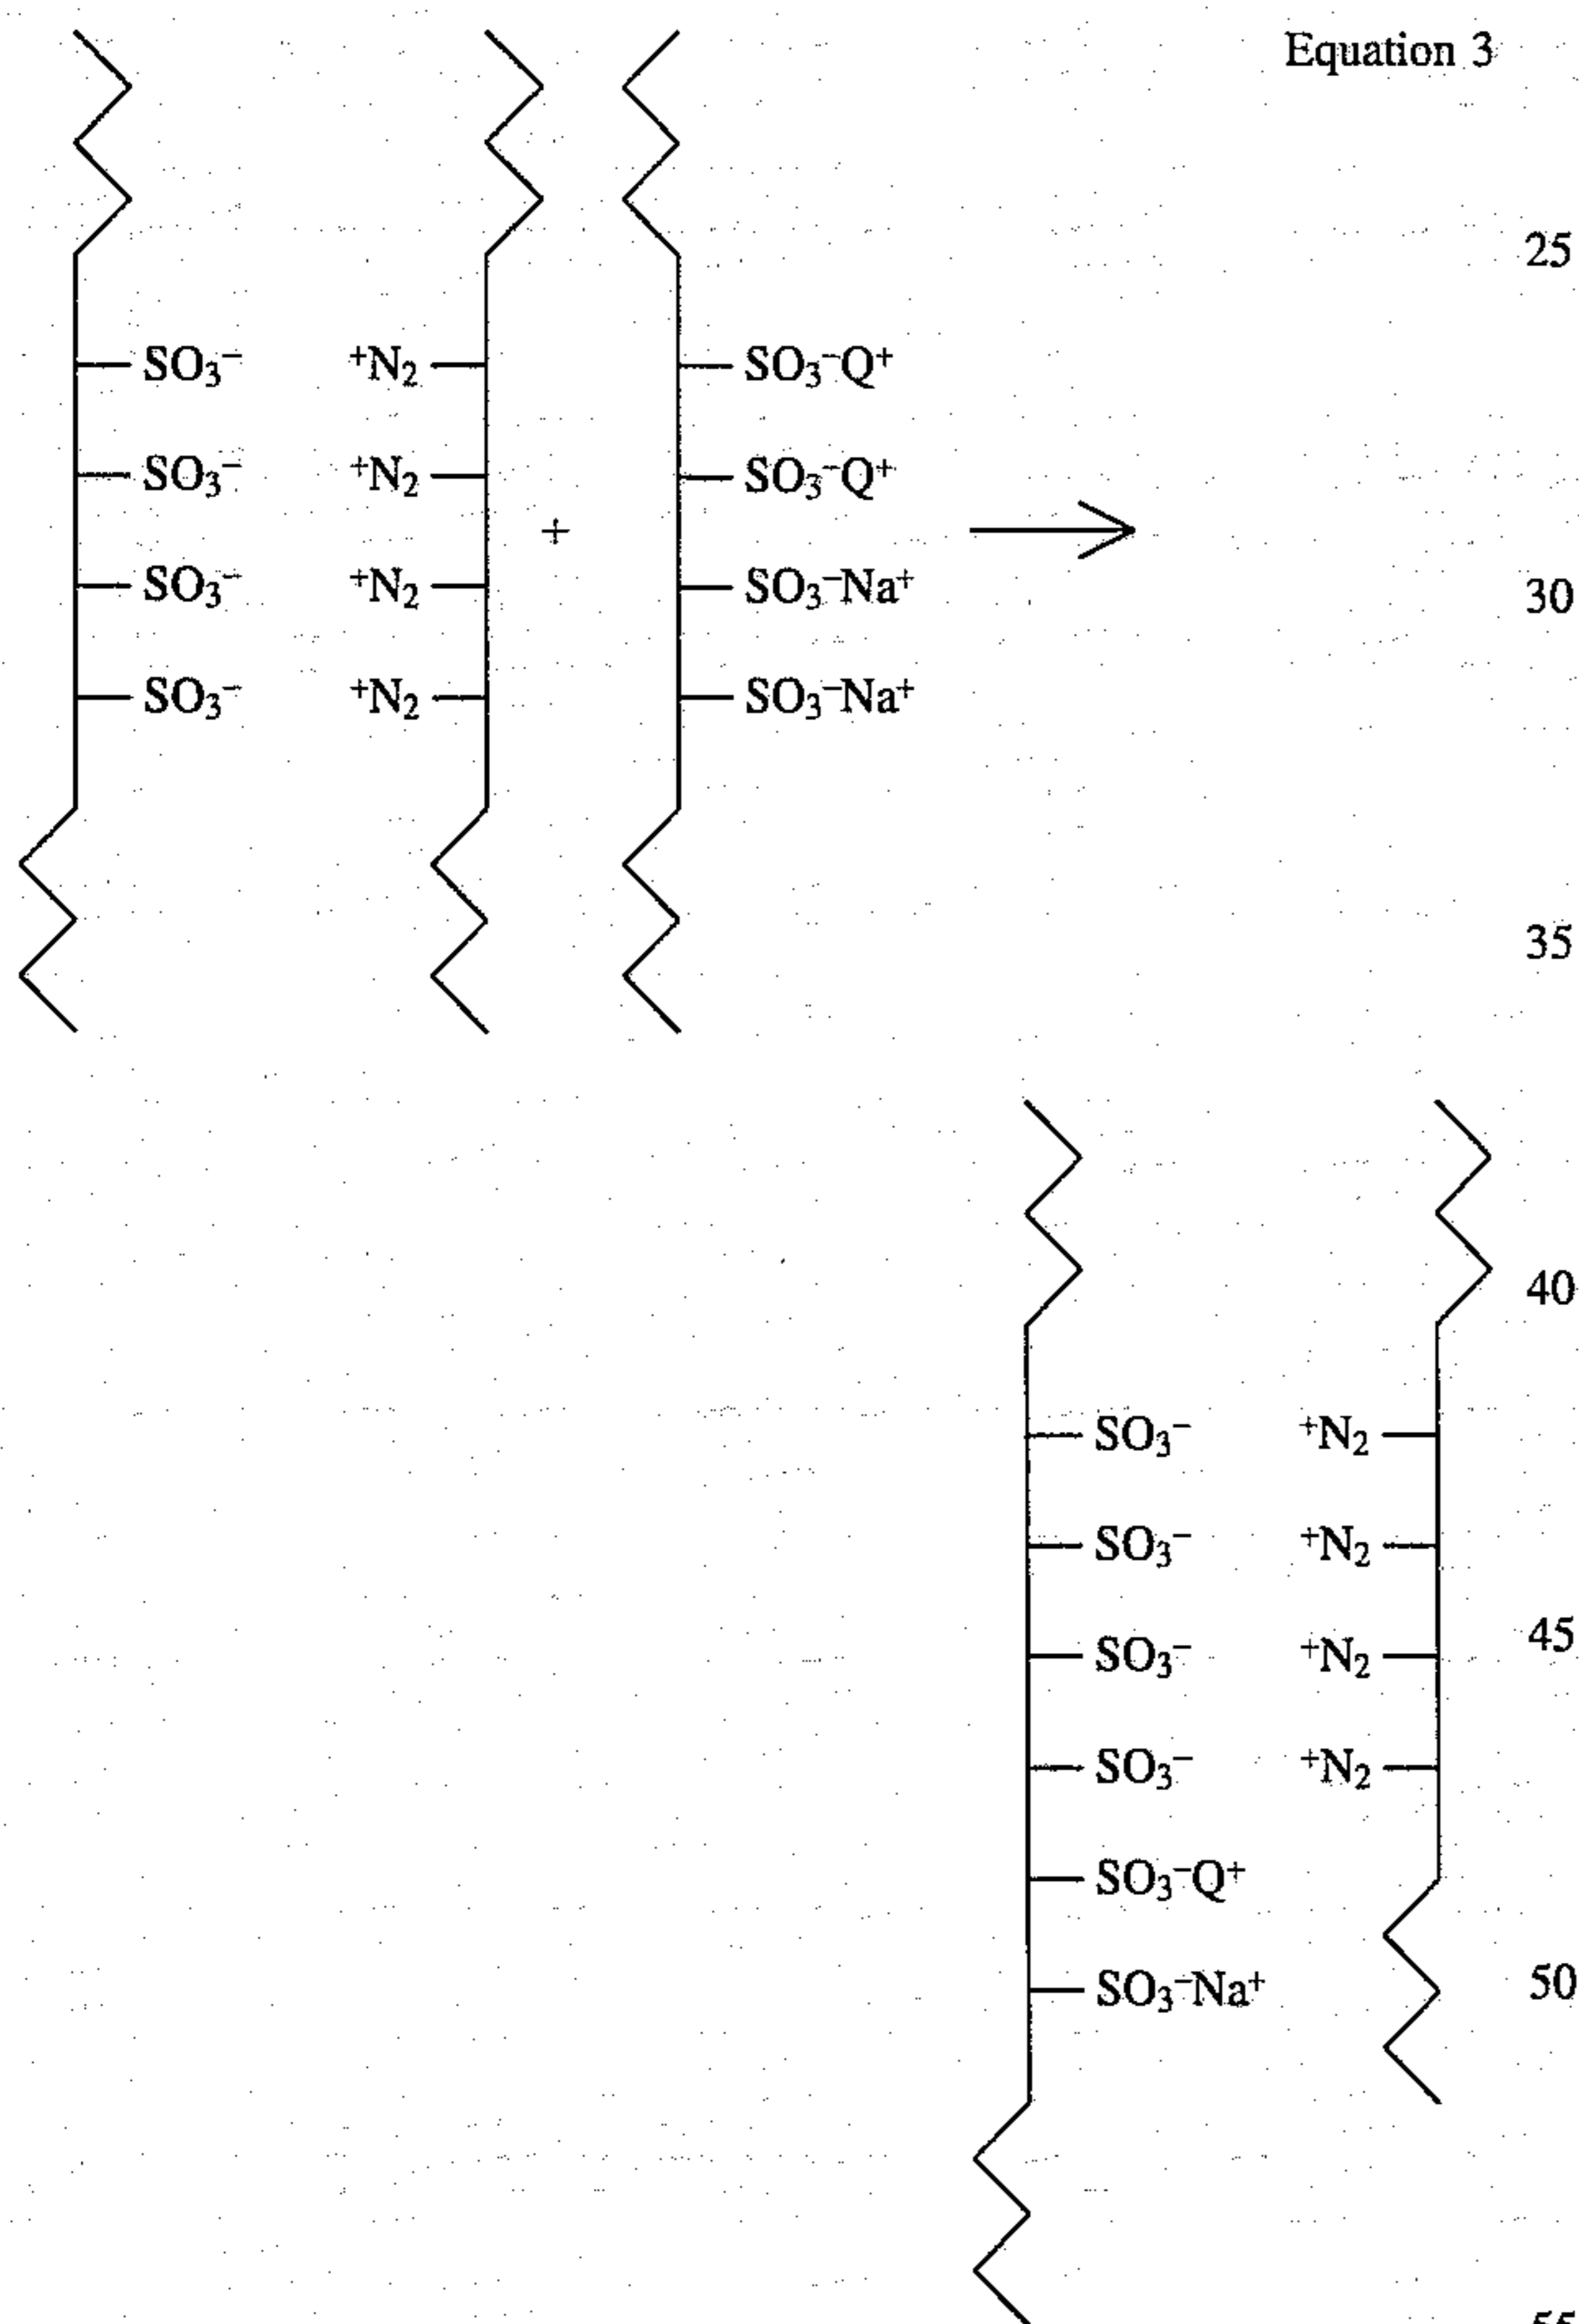 Equation 3
25
SO₃⁻ ⁺N₂ SO₃⁻Q⁺
SO₃⁻ ⁺N₂ SO₃⁻Q⁺
+
SO₃⁻ ⁺N₂ SO₃⁻Na⁺
30
SO₃⁻ ⁺N₂ SO₃⁻Na⁺
35
40
SO₃⁻ ⁺N₂
SO₃⁻ ⁺N₂
SO₃⁻ ⁺N₂
45
SO₃⁻ ⁺N₂
SO₃⁻Q⁺
SO₃⁻Na⁺
50